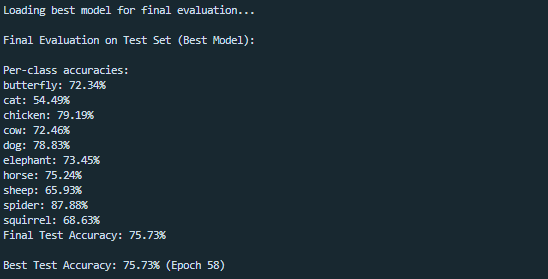 Loading best model for final evaluation...
Final Evaluation on Test Set (Best Model):
Per-class accuracies:
butterfly: 72.34%
cat: 54.49%
chicken: 79.19%
cow: 72.46%
dog: 78.83%
elephant: 73.45%
horse: 75.24%
sheep: 65.93%
spider: 87.88%
squirrel: 68.63%
Final Test Accuracy: 75.73%
Best Test Accuracy: 75.73% (Epoch 58)